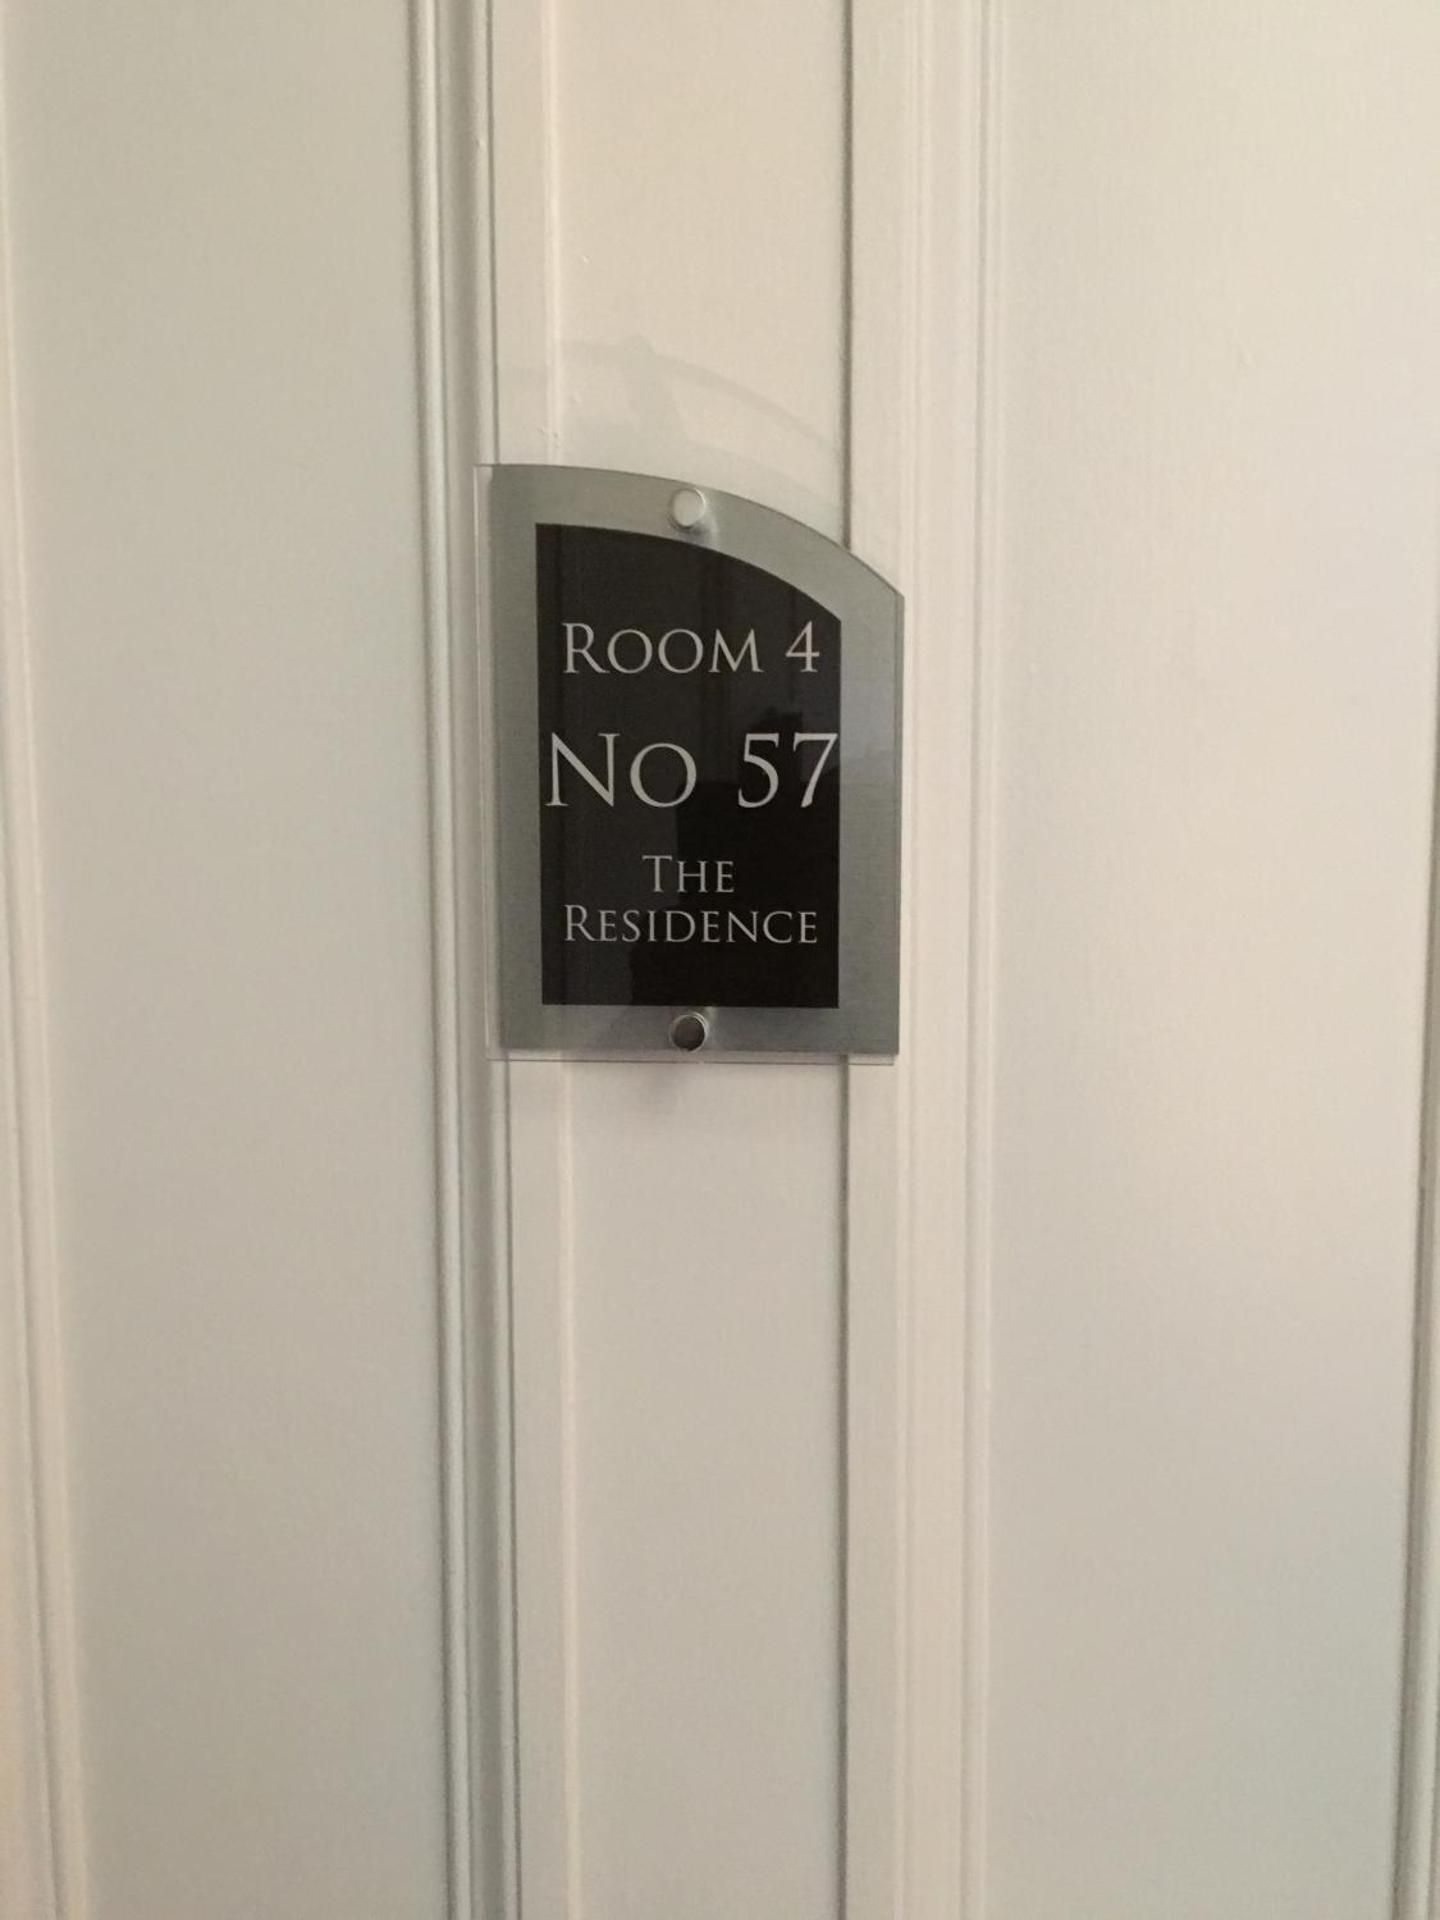 ROOM 4
NO 57
THE
RESIDENCE